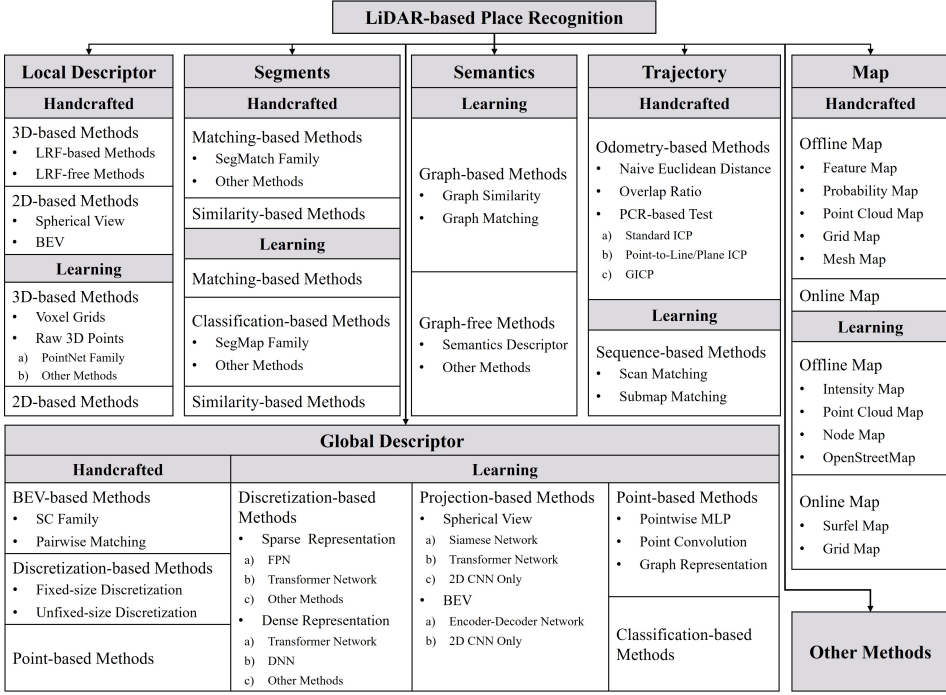 LiDAR-based Place Recognition
Local Descriptor
Handcrafted
3D-based Methods
• LRF-based Methods
• LRF-free Methods
2D-based Methods
• Spherical View
• BEV
Learning
3D-based Methods
• Voxel Grids
• Raw 3D Points
a) PointNet Family
b) Other Methods
2D-based Methods
Segments
Handcrafted
Matching-based Methods
• SegMatch Family
• Other Methods
Similarity-based Methods
Learning
Matching-based Methods
Classification-based Methods
• SegMap Family
• Other Methods
Similarity-based Methods
Semantics
Learning
Graph-based Methods
• Graph Similarity
• Graph Matching
Graph-free Methods
• Semantics Descriptor
• Other Methods
Trajectory
Handcrafted
Odometry-based Methods
• Naive Euclidean Distance
• Overlap Ratio
• PCR-based Test
a) Standard ICP
b) Point-to-Line/Plane ICP
c) GICP
Learning
Sequence-based Methods
• Scan Matching
• Submap Matching
Map
Handcrafted
Offline Map
• Feature Map
• Probability Map
• Point Cloud Map
• Grid Map
• Mesh Map
Online Map
Learning
Offline Map
• Intensity Map
• Point Cloud Map
• Node Map
• OpenStreetMap
Online Map
• Surfel Map
• Grid Map
Global Descriptor
Handcrafted
BEV-based Methods
• SC Family
• Pairwise Matching
Discretization-based Methods
• Fixed-size Discretization
• Unfixed-size Discretization
Point-based Methods
Learning
Discretization-based
Methods
• Sparse Representation
a) FPN
b) Transformer Network
c) Other Methods
• Dense Representation
a) Transformer Network
b) DNN
c) Other Methods
Projection-based Methods
• Spherical View
a) Siamese Network
b) Transformer Network
c) 2D CNN Only
• BEV
a) Encoder-Decoder Network
b) 2D CNN Only
Point-based Methods
• Pointwise MLP
• Point Convolution
• Graph Representation
Classification-based
Methods
Other Methods